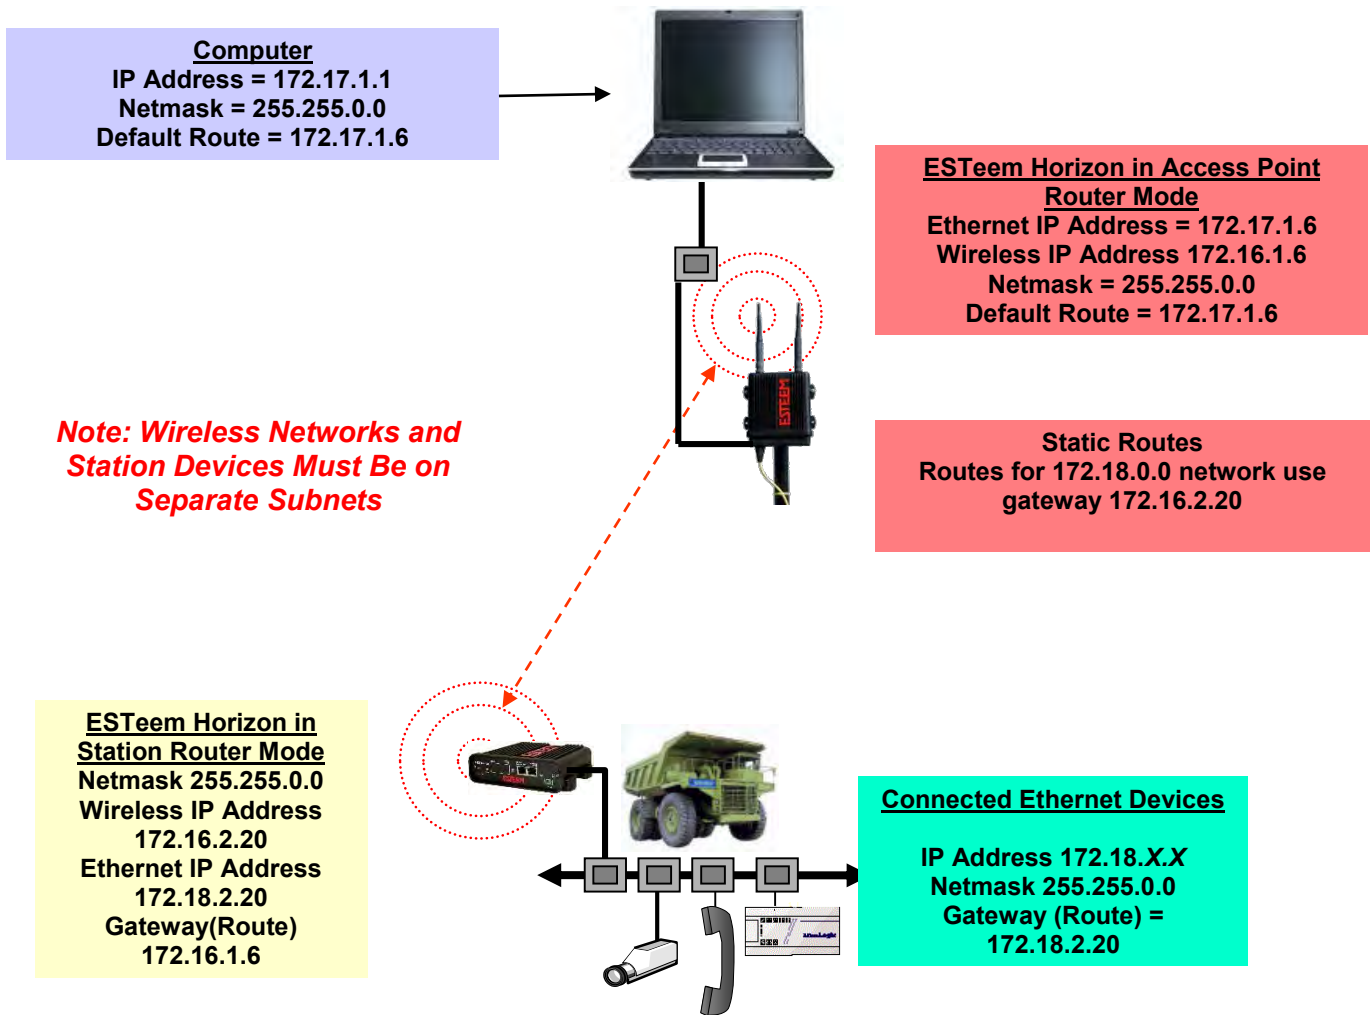 Computer
IP Address = 172.17.1.1
Netmask = 255.255.0.0
Default Route = 172.17.1.6
ESTeem Horizon in Access Point
Router Mode
Ethernet IP Address = 172.17.1.6
Wireless IP Address 172.16.1.6
Netmask = 255.255.0.0
Default Route = 172.17.1.6
ESTEEM
Note: Wireless Networks and
Station Devices Must Be on
Separate Subnets
Static Routes
Routes for 172.18.0.0 network use
gateway 172.16.2.20
ESTeem Horizon in
Station Router Mode
Netmask 255.255.0.0
Wireless IP Address
172.16.2.20
Ethernet IP Address
172.18.2.20
Gateway(Route)
172.16.1.6
Connected Ethernet Devices
IP Address 172.18.X.X
Netmask 255.255.0.0
Gateway (Route) =
172.18.2.20